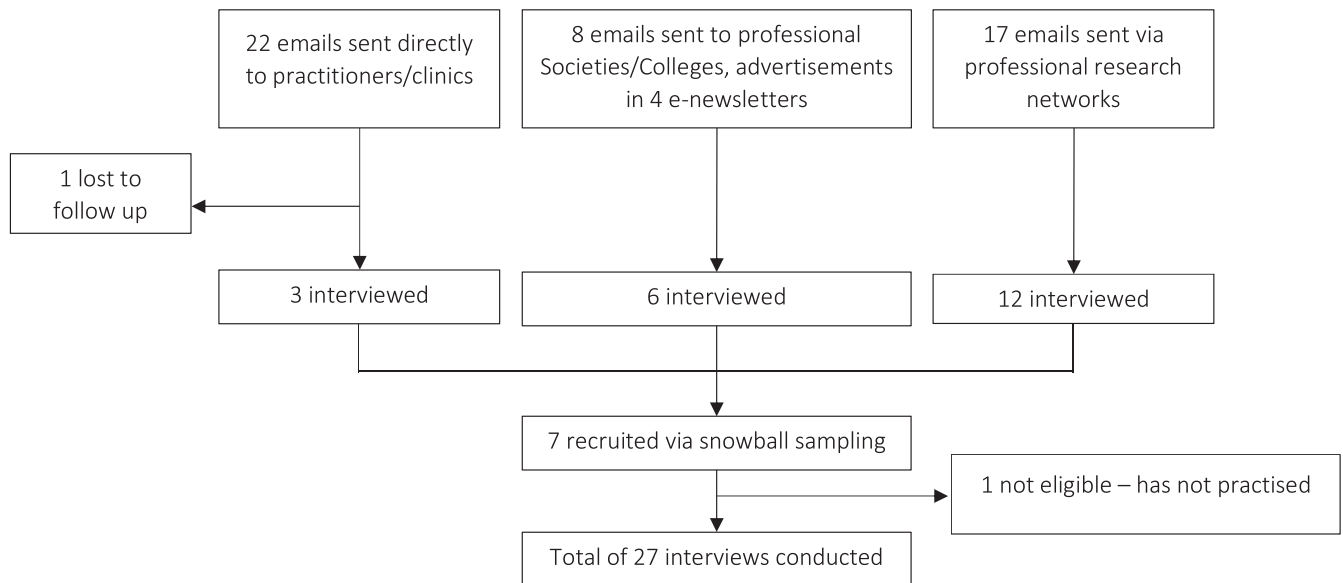 22 emails sent directly
to practitioners/clinics
8 emails sent to professional
Societies/Colleges, advertisements
in 4 e-newsletters
17 emails sent via
professional research
networks
1 lost to
follow up
3 interviewed
6 interviewed
12 interviewed
7 recruited via snowball sampling
1 not eligible – has not practised
Total of 27 interviews conducted